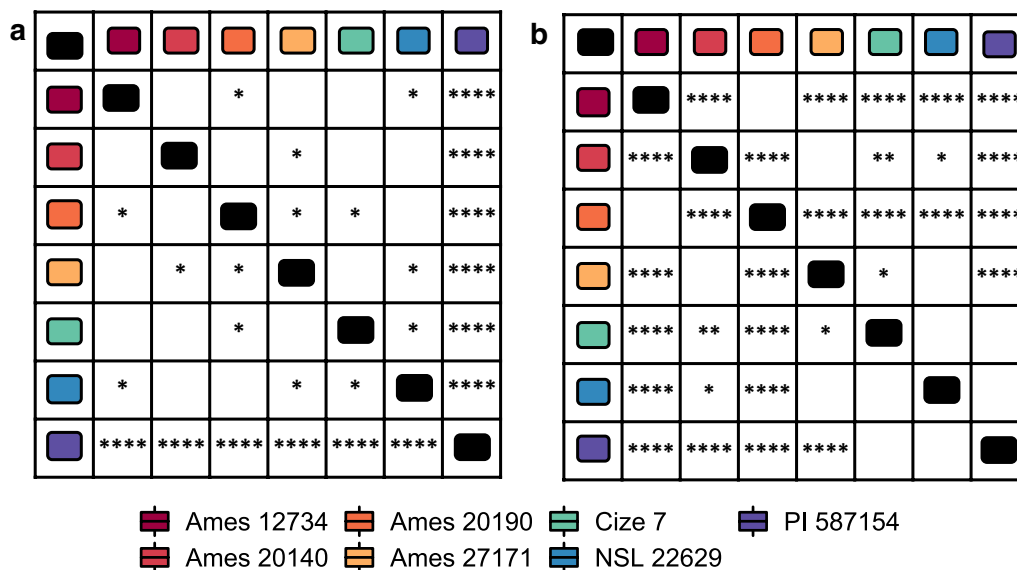 a
* * ****
* ****
* * * ****
* * * ****
* * ****
* * * ****
**** **** **** **** **** ****
b
**** **** **** **** ****
**** **** ** * ****
**** **** **** **** ****
**** **** * ****
**** ** **** *
**** * ****
**** **** **** ****
Ames 12734 Ames 20190 Cize 7 PI 587154
Ames 20140 Ames 27171 NSL 22629